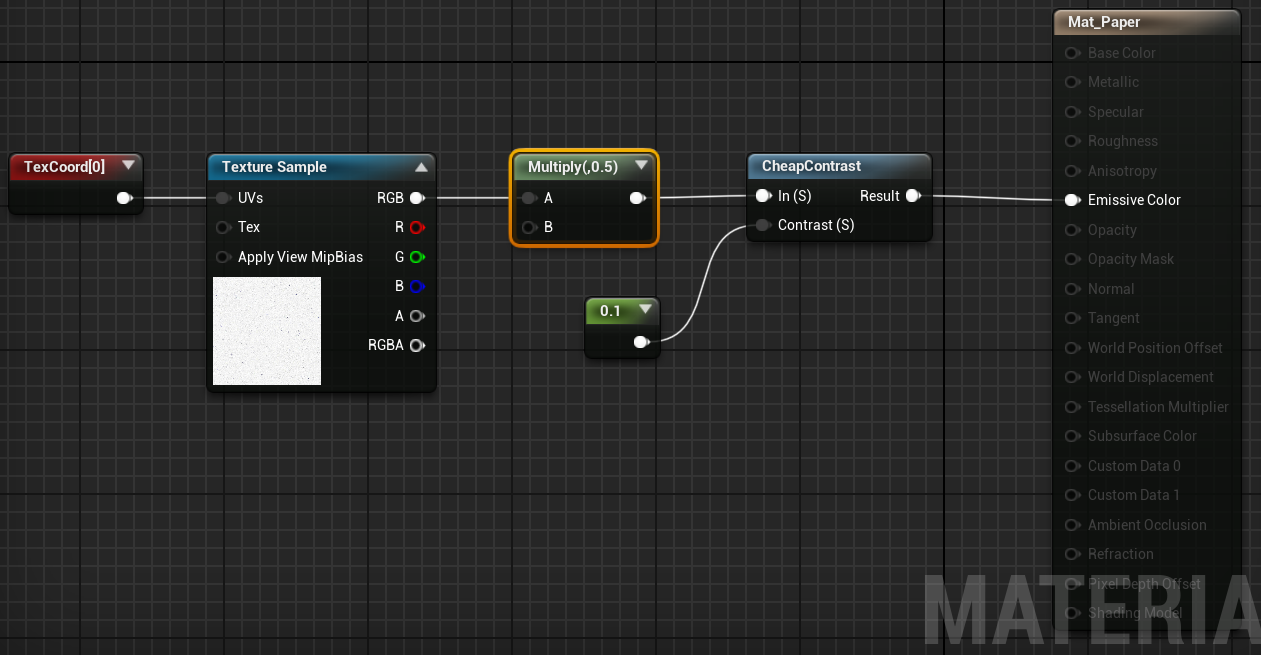 Mat_Paper
Base Color
Metallic
Specular
Roughness
Anisotropy
Emissive Color
Opacity
Opacity Mask
Normal
Tangent
World Position Offset
World Displacement
Tessellation Multiplier
Subsurface Color
Custom Data 0
Custom Data 1
Ambient Occlusion
Refraction
Pixel Depth Offset
Shading Model
TexCoord[0]
Texture Sample
UVs RGB
Tex R
Apply View MipBias G
B
A
RGBA
Multiply(,0.5)
A
B
CheapContrast
In (S) Result
Contrast (S)
0.1
MATERIA